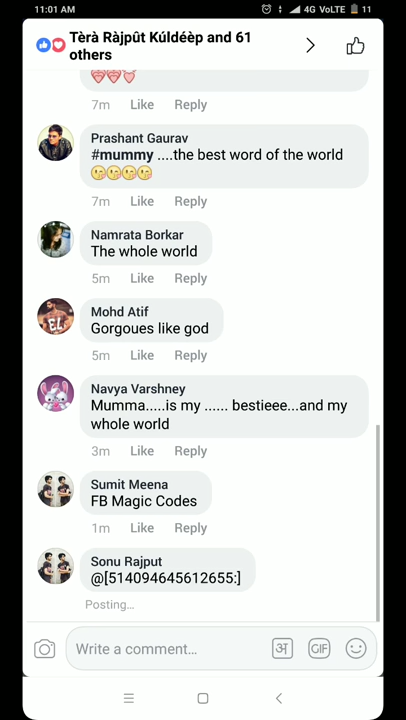 11:01 AM 4G VoLTE 11
Tèrà Ràjpût Kúldéèp and 61
others
7m Like Reply
Prashant Gaurav
#mummy ....the best word of the world
7m Like Reply
Namrata Borkar
The whole world
5m Like Reply
Mohd Atif
Gorgoues like god
5m Like Reply
Navya Varshney
Mumma.....is my ...... bestieee...and my
whole world
3m Like Reply
Sumit Meena
FB Magic Codes
1m Like Reply
Sonu Rajput
@[514094645612655:]
Posting...
Write a comment... अ GIF